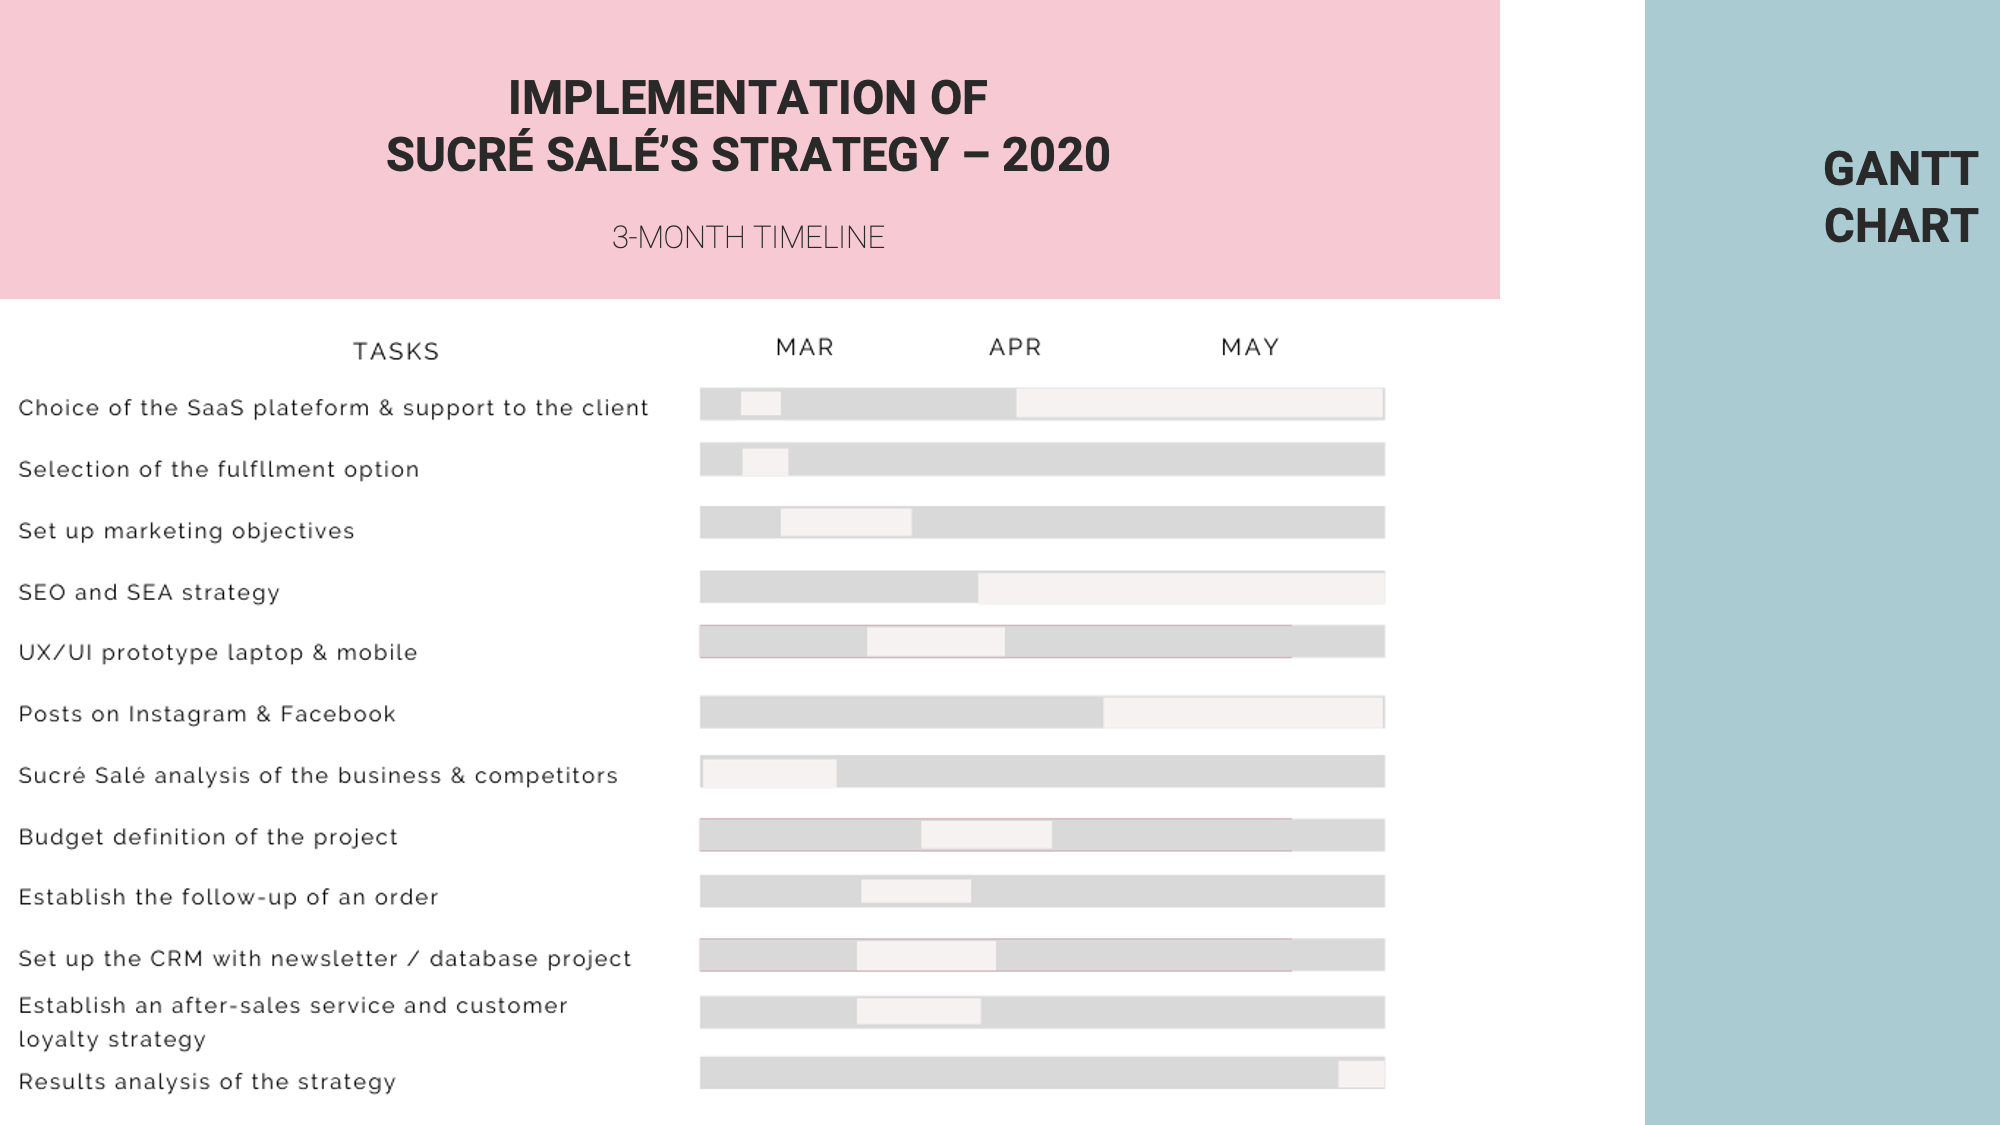 IMPLEMENTATION OF
SUCRÉ SALÉ’S STRATEGY – 2020
3-MONTH TIMELINE
GANTT
CHART
TASKS
MAR
APR
MAY
Choice of the SaaS plateform & support to the client
Selection of the fulfllment option
Set up marketing objectives
SEO and SEA strategy
UX/UI prototype laptop & mobile
Posts on Instagram & Facebook
Sucré Salé analysis of the business & competitors
Budget definition of the project
Establish the follow-up of an order
Set up the CRM with newsletter / database project
Establish an after-sales service and customer
loyalty strategy
Results analysis of the strategy